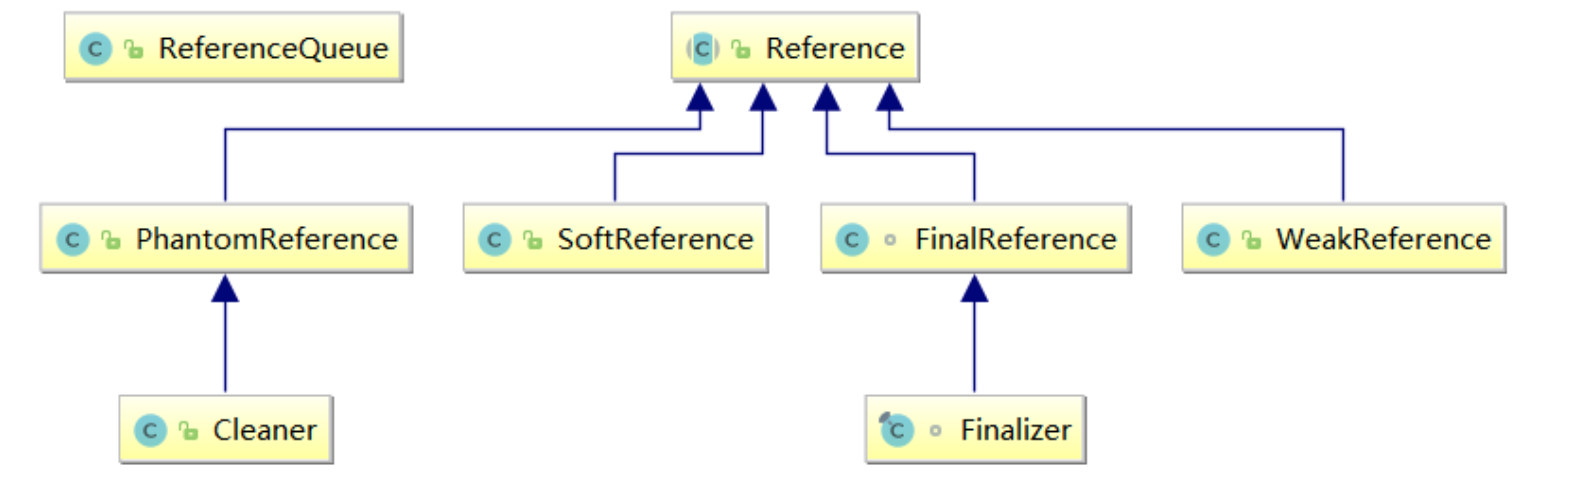 C ReferenceQueue
C Reference
C PhantomReference
C SoftReference
C FinalReference
C WeakReference
C Cleaner
C Finalizer